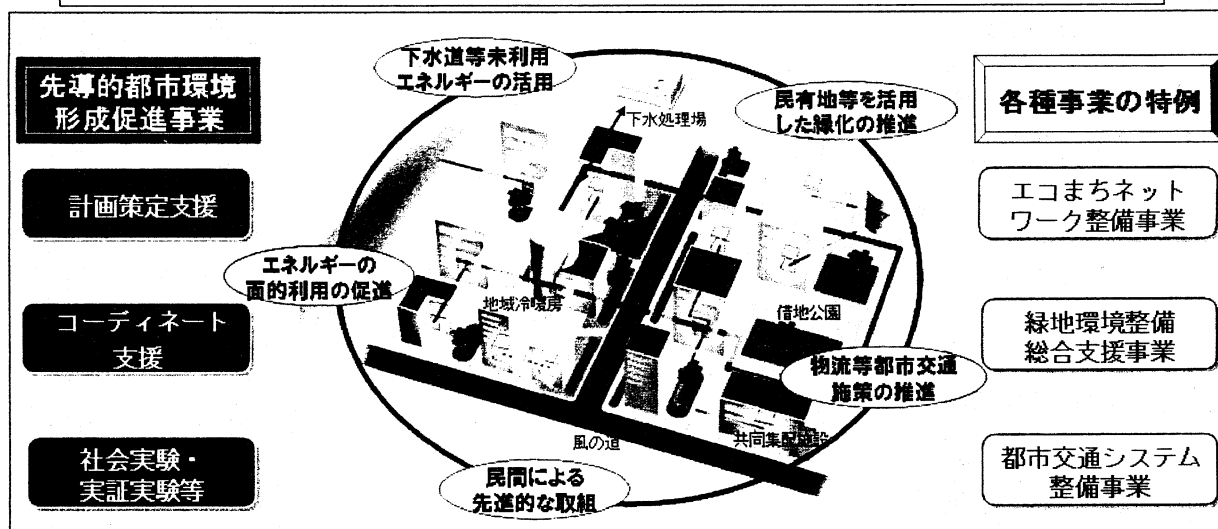 先導的都市環境
形成促進事業
計画策定支援
コーディネート
支援
社会実験・
実証実験等
下水道等未利用
エネルギーの活用
民有地等を活用
した緑化の推進
下水処理場
エネルギーの
面的利用の促進
地域冷暖房
借地公園
物流等都市交通
施策の推進
風の道
共同集配施設
民間による
先進的な取組
各種事業の特例
エコまちネット
ワーク整備事業
緑地環境整備
総合支援事業
都市交通システム
整備事業